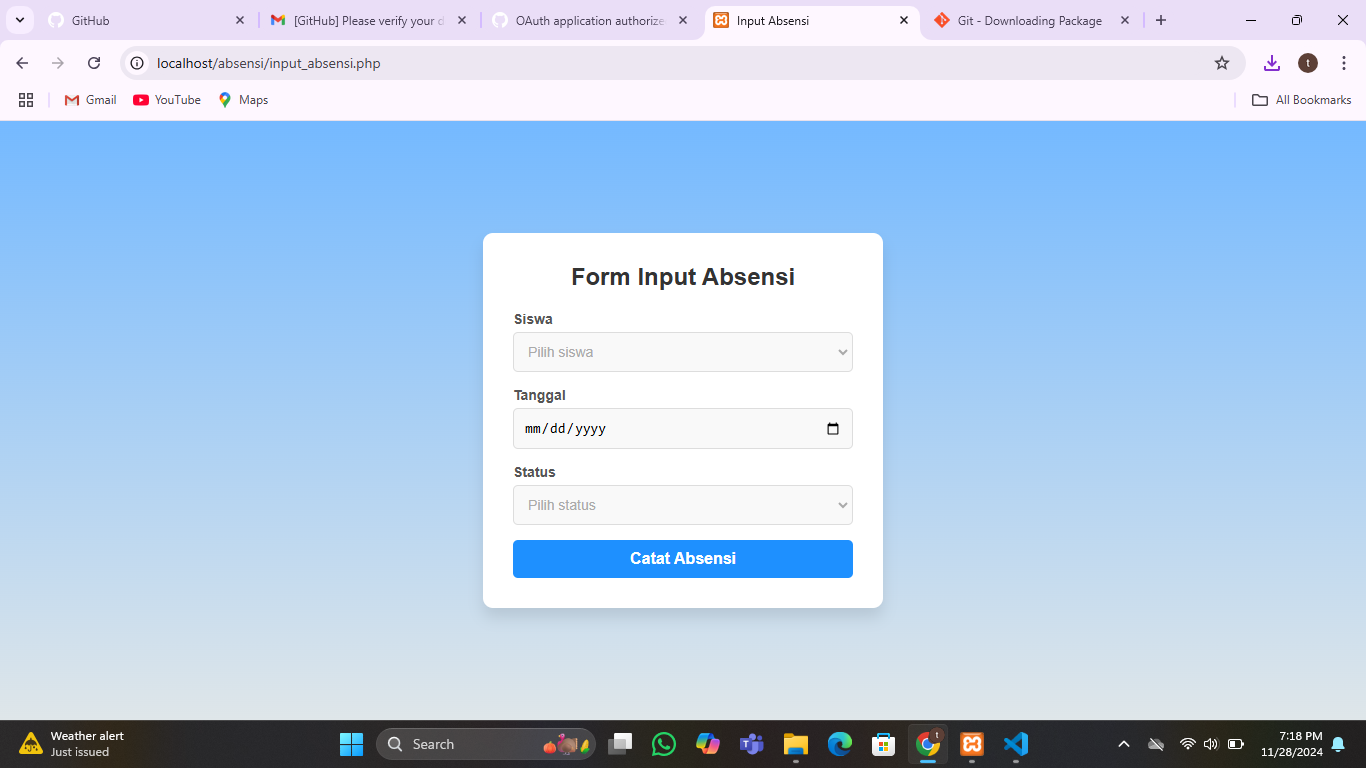 GitHub
[GitHub] Please verify your d
OAuth application authorize
Input Absensi
Git - Downloading Package
localhost/absensi/input_absensi.php
t
Gmail
YouTube
Maps
All Bookmarks
Form Input Absensi
Siswa
Pilih siswa
Tanggal
mm/dd/yyyy
Status
Pilih status
Catat Absensi
Weather alert
Just issued
Search
t
7:18 PM
11/28/2024